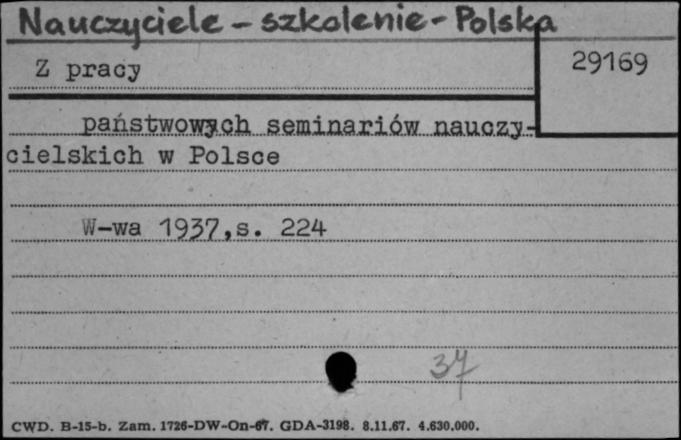 Nauczyciele - szkolenie - Polska
Z pracy
29169
państwowych seminariów nauczy-
cielskich w Polsce
W-wa 1937,s. 224
37
CWD. B-15-b. Zam. 1726-DW-On-67. GDA-3198. 8.11.67. 4.630.000.